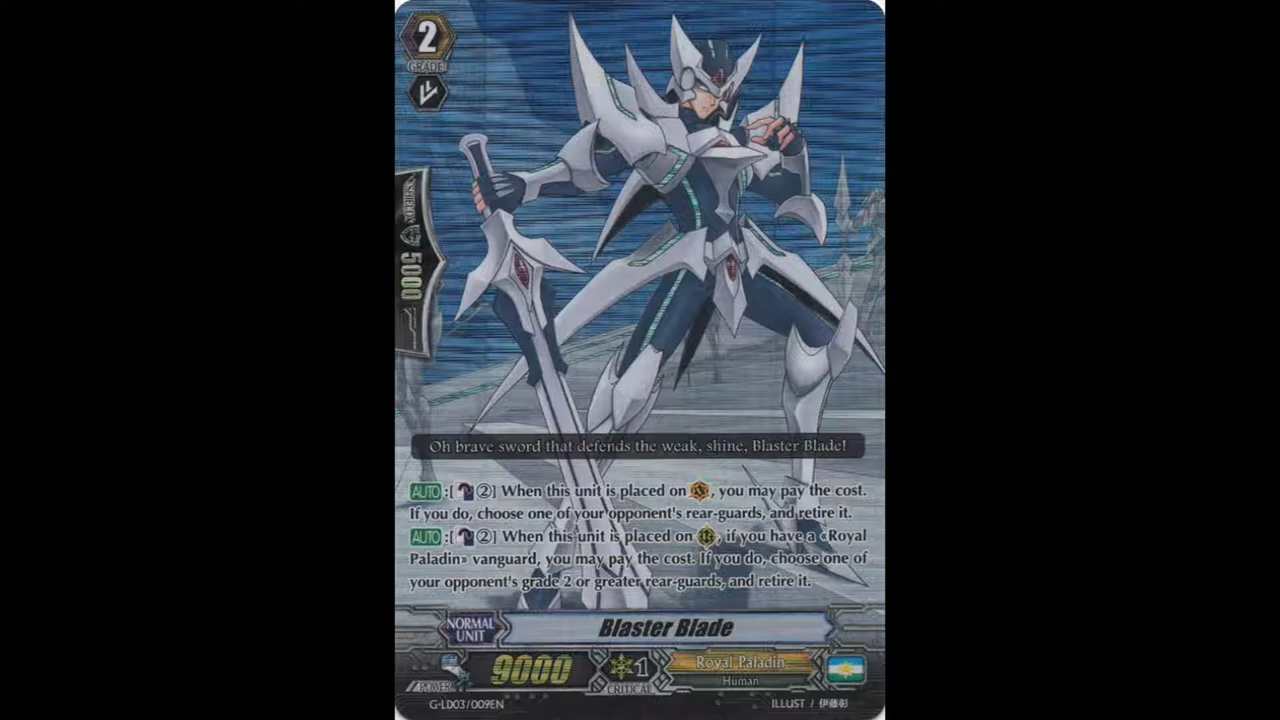 2
GRADE
SHIELD
5000
Oh brave sword that defends the weak, shine, Blaster Blade!
AUTO :[ ②] When this unit is placed on , you may pay the cost.
If you do, choose one of your opponent's rear-guards, and retire it.
AUTO :[ ②] When this unit is placed on , if you have a «Royal
Paladin» vanguard, you may pay the cost. If you do, choose one of
your opponent's grade 2 or greater rear-guards, and retire it.
NORMAL
UNIT
Blaster Blade
POWER 9000 1 CRITICAL
Royal Paladin
Human
G-LD03/009EN ILLUST / 伊藤彰